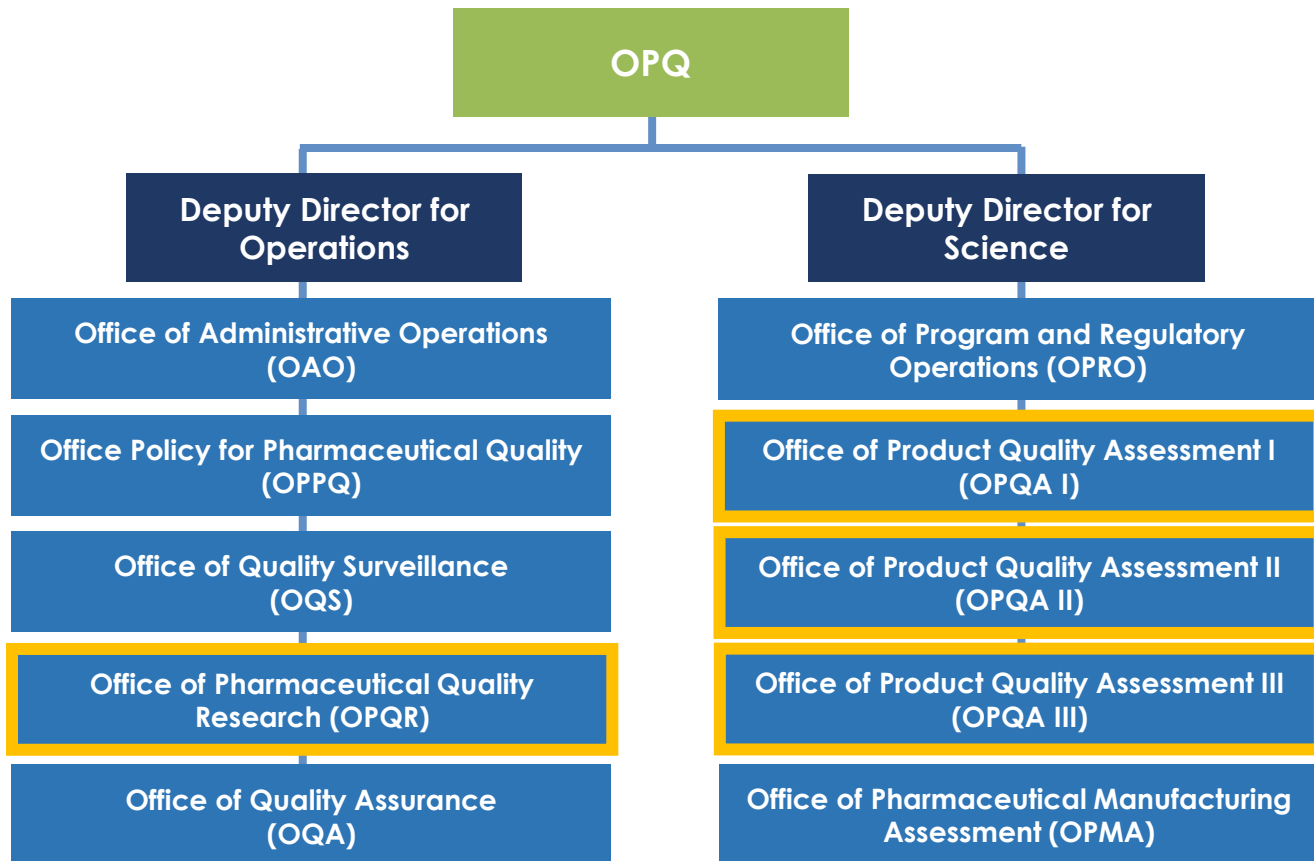 OPQ
Deputy Director for
Operations
Office of Administrative Operations
(OAO)
Office Policy for Pharmaceutical Quality
(OPPQ)
Office of Quality Surveillance
(OQS)
Office of Pharmaceutical Quality
Research (OPQR)
Office of Quality Assurance
(OQA)
Deputy Director for
Science
Office of Program and Regulatory
Operations (OPRO)
Office of Product Quality Assessment I
(OPQA I)
Office of Product Quality Assessment II
(OPQA II)
Office of Product Quality Assessment III
(OPQA III)
Office of Pharmaceutical Manufacturing
Assessment (OPMA)